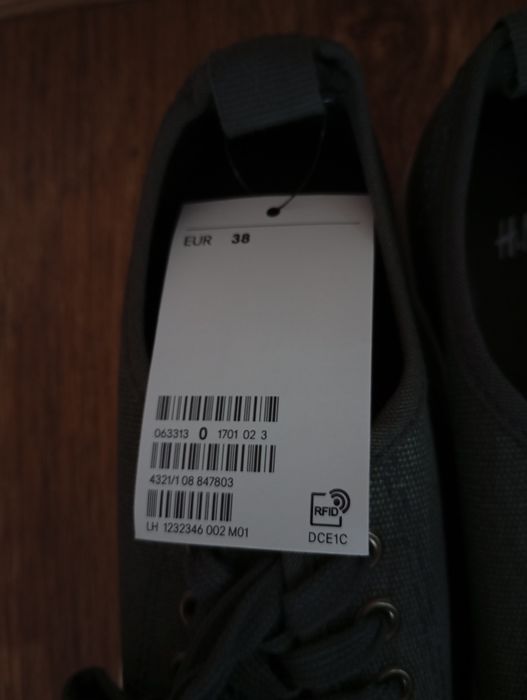 EUR 38
063313 0 1701 02 3
4321/1 08 847803
LH 1232346 002 M01
RFID
DCE1C
H